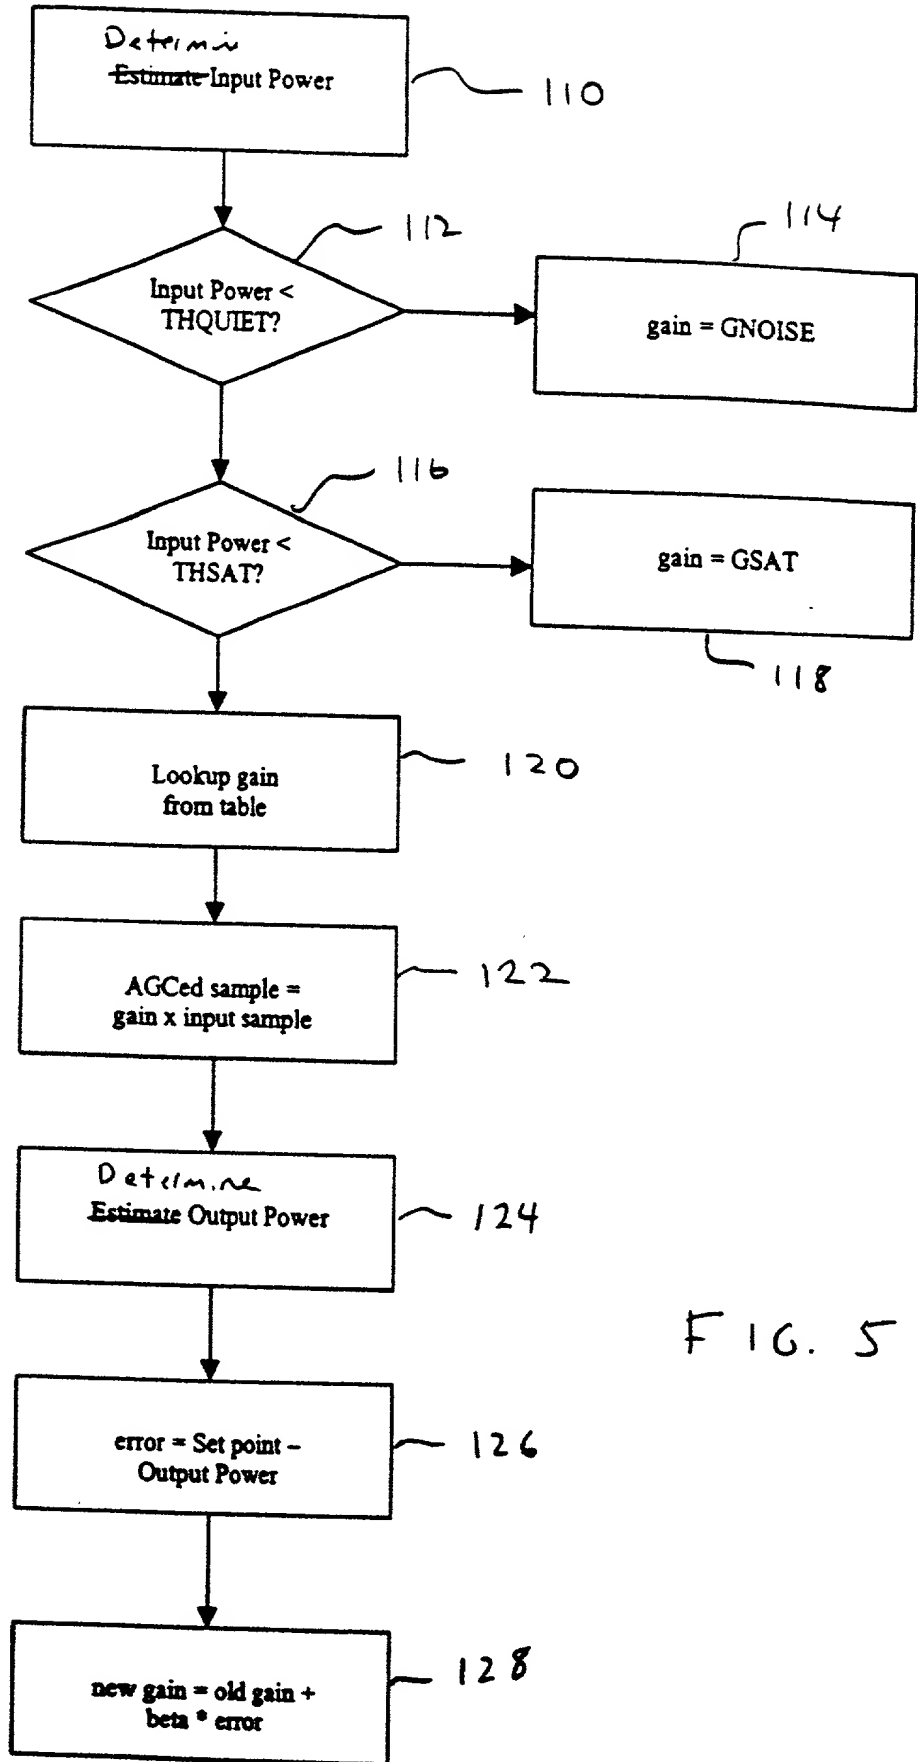 Determin
Estimate Input Power
110
112
Input Power <
THQUIET?
114
gain = GNOISE
116
Input Power <
THSAT?
gain = GSAT
118
Lookup gain
from table
120
AGCed sample =
gain x input sample
122
Determine
Estimate Output Power
124
FIG. 5
error = Set point –
Output Power
126
new gain = old gain +
beta * error
128